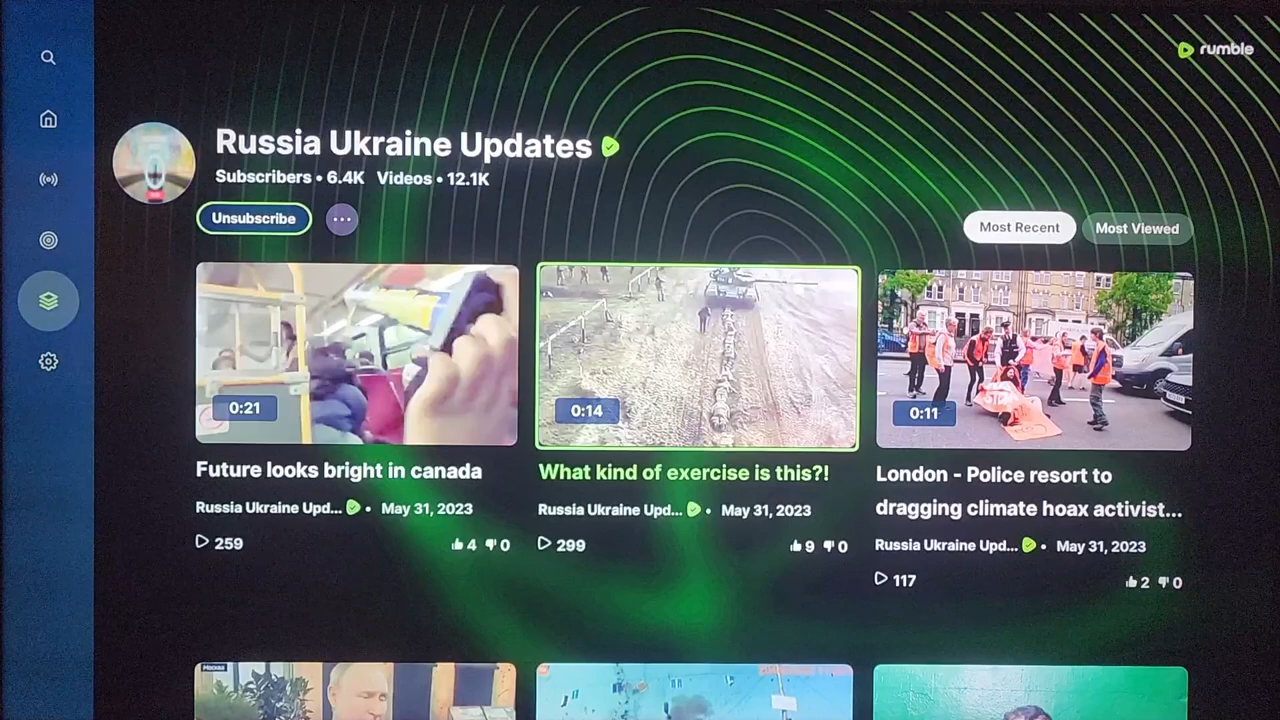 rumble
Russia Ukraine Updates
Subscribers • 6.4K Videos • 12.1K
Unsubscribe
Most Recent
Most Viewed
0:21
0:14
0:11
Future looks bright in canada
Russia Ukraine Upd... • May 31, 2023
259
4 0
What kind of exercise is this?!
Russia Ukraine Upd... • May 31, 2023
299
9 0
London - Police resort to
dragging climate hoax activist...
Russia Ukraine Upd... • May 31, 2023
117
2 0